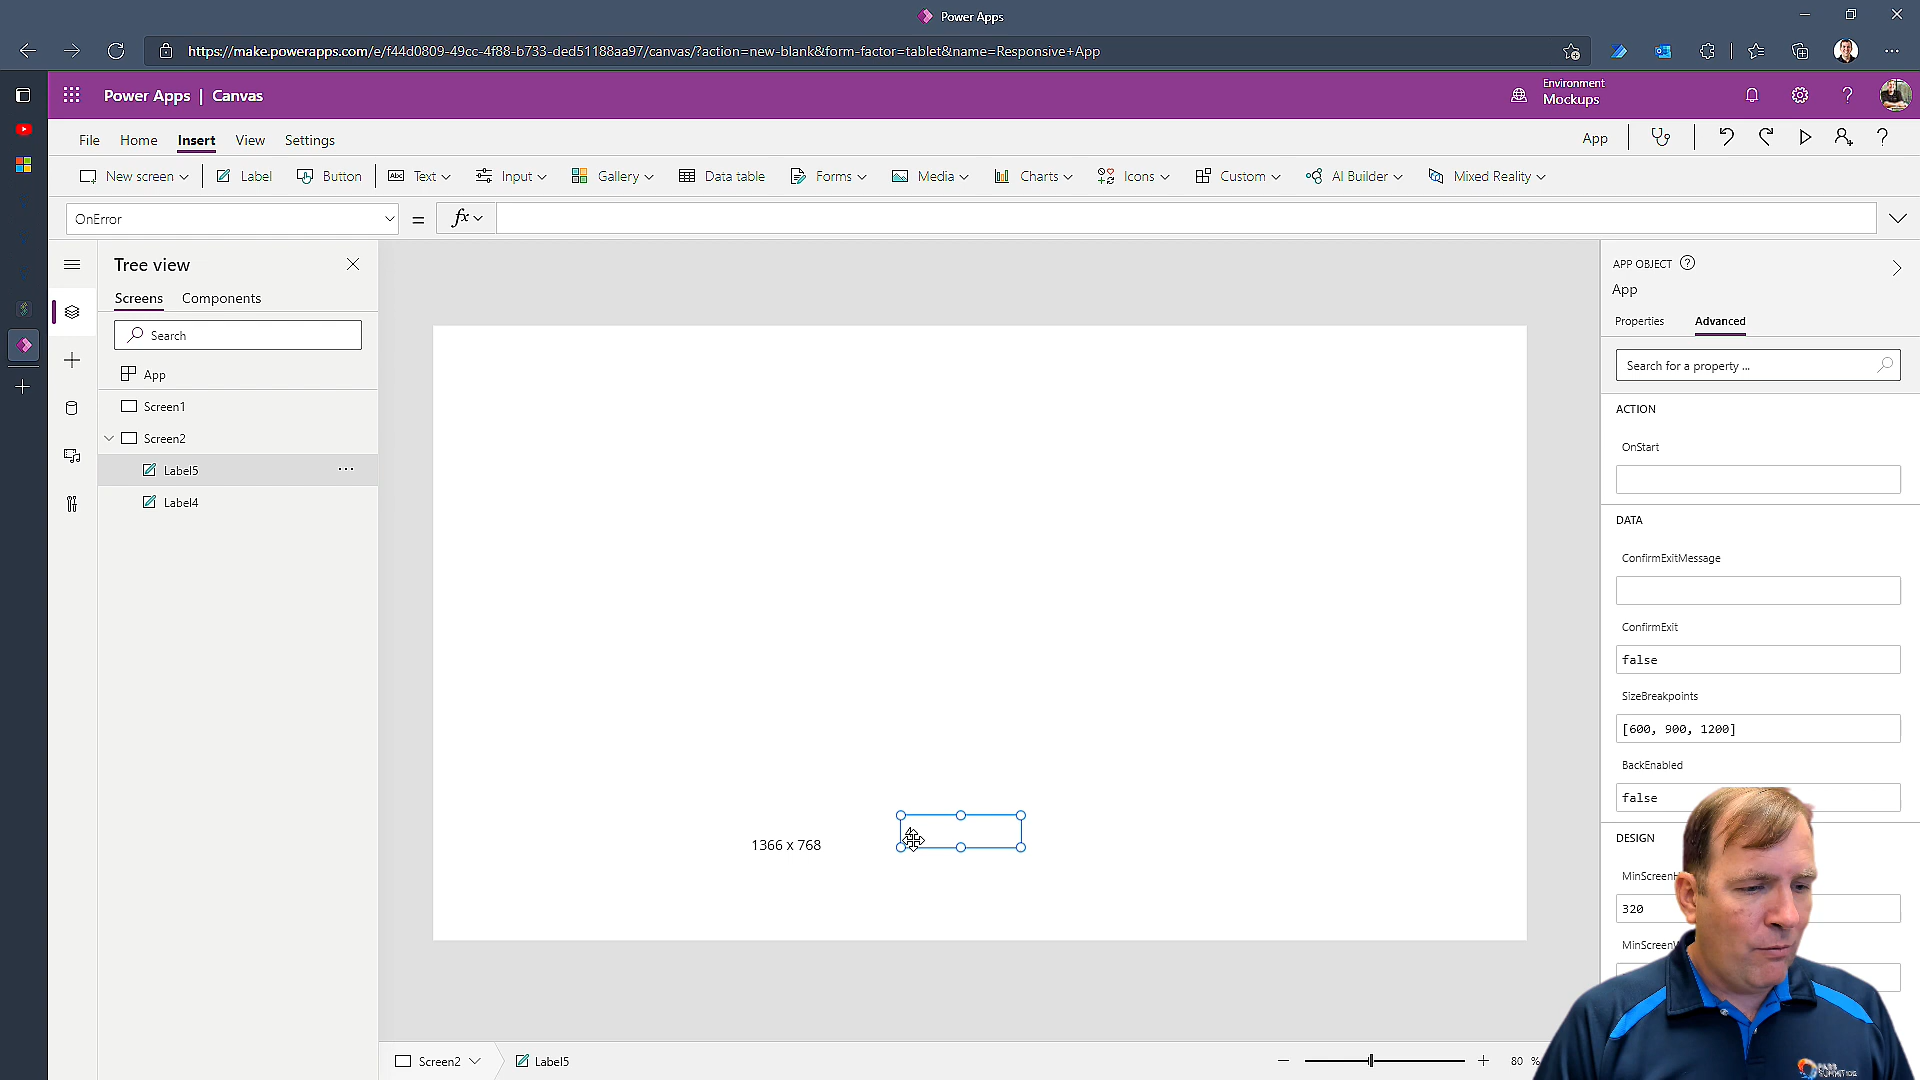 Power Apps
https://make.powerapps.com/e/f44d0809-49cc-4f88-b733-ded51188aa97/canvas/?action=new-blank&form-factor=tablet&name=Responsive+App
Power Apps | Canvas
Environment
Mockups
File Home Insert View Settings App
New screen Label Button Text Input Gallery Data table Forms Media Charts Icons Custom AI Builder Mixed Reality
OnError = fx
Tree view
Screens Components
Search
App
Screen1
Screen2
Label5
Label4
1366 x 768
APP OBJECT
App
Properties Advanced
Search for a property ...
ACTION
OnStart
DATA
ConfirmExitMessage
ConfirmExit
false
SizeBreakpoints
[600, 900, 1200]
BackEnabled
false
DESIGN
320
Screen2 Label5
80 %